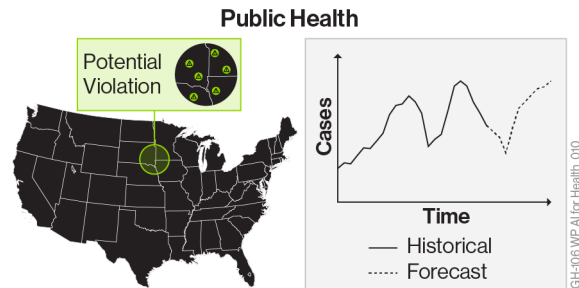 Public Health
Potential
Violation
Cases
Time
Historical
Forecast
GH-106 WP AI for Health_010